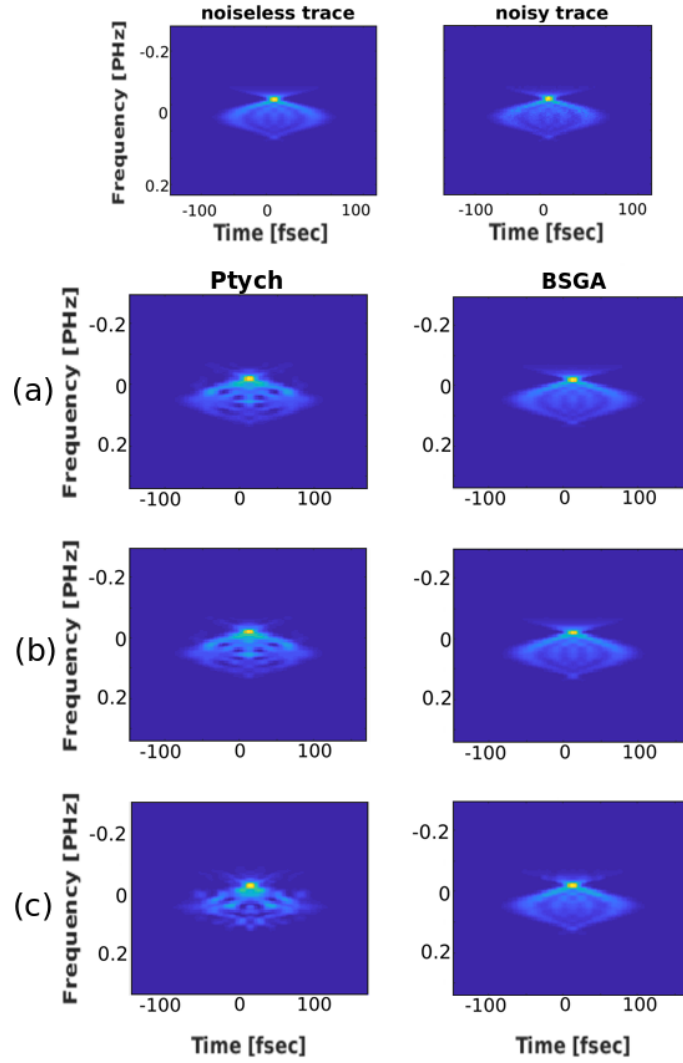 noiseless trace noisy trace
Frequency [PHz]
-0.2
0
0.2
-100 0 100 -100 0 100
Time [fsec] Time [fsec]
Ptych BSGA
(a)
Frequency [PHz]
-0.2 -0.2
0 0
0.2 0.2
-100 0 100 -100 0 100
(b)
Frequency [PHz]
-0.2 -0.2
0 0
0.2 0.2
-100 0 100 -100 0 100
(c)
Frequency [PHz]
-0.2 -0.2
0 0
0.2 0.2
-100 0 100 -100 0 100
Time [fsec] Time [fsec]